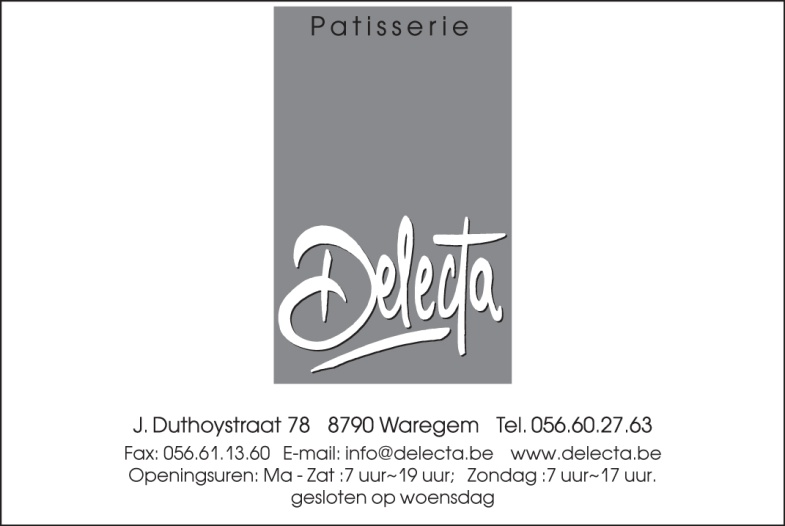 Patisserie
Delecta
J. Duthoystraat 78 8790 Waregem Tel. 056.60.27.63
Fax: 056.61.13.60 E-mail: info@delecta.be www.delecta.be
Openingsuren: Ma - Zat :7 uur~19 uur; Zondag :7 uur~17 uur.
gesloten op woensdag